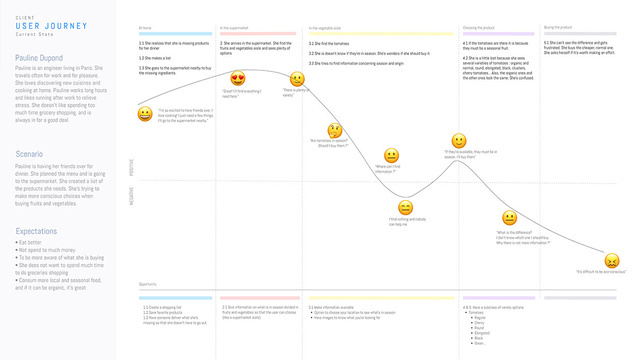 CLIENT
USER JOURNEY
Current State
Pauline Dupond
Pauline is an engineer living in Paris. She
travels often for work and for pleasure.
She loves discovering new cuisines and
cooking at home. Pauline works long hours
and likes running after work to relieve
stress. She doesn't like spending too
much time grocery shopping, and is
always in for a good deal.
Scenario
Pauline is having her friends over for
dinner. She planned the menu and is going
to the supermarket. She created a list of
the products she needs. She's trying to
make more conscious choices when
buying fruits and vegetables.
Expectations
• Eat better
• Not spend to much money
• To be more aware of what she is buying
• She does not want to spend much time
to do groceries shopping
• Consum more local and seasonal food,
and if it can be organic, it's great
At home
1.1 She realises that she is missing products
for her dinner
1.2 She makes a list
1.3 She goes to the supermarket nearby to buy
the missing ingredients.
In the supermarket
2.1 She arrives in the supermarket. She find the
fruits and vegetables aisle and sees plenty of
options.
In the vegetable aisle
3.2 She find the tomatoes
3.2 She doesn't know if they're in season. She's wonders if she should buy it.
3.3 She tries to find information concerning season and origin
Choosing the product
4.1 If the tomatoes are there it is because
they must be a seasonal fruit.
4.2 She is a little lost because she sees
several varieties of tomatoes : organic and
normal, round, elongated, black, clusters,
cherry tomatoes... Also, the organic ones and
the other ones look the same. She's confused.
Buying the product
5.1 She can't see the difference and gets
frustrated. She buys the cheaper, normal one.
She asks herself if it's worth making an effort.
POSITIVE
NEGATIVE
"I'm so excited to have friends over, I
love cooking! I just need a few things,
I'll go to the supermarket nearby."
"Great! I'll find everything I
need here."
"There is plenty of
variety"
"Are tomatoes in season?
Should I buy them ?"
"Where can I find
information ?"
I find nothing and nobody
can help me
"If they're available, they must be in
season. I'll buy them"
"What is the difference?
I don't know which one I should buy.
Why there is not more information?"
"It's difficult to be eco-conscious"
Opportunity
1.1 Create a shopping list
1.2 Save favorite products
1.3 Have someone deliver what she's
missing so that she doesn't have to go out.
2.1 Give information on what is season divided in
fruits and vegetables so that the user can choose
(like a supermarket aisle)
3.1 Make information available
• Option to choose your location to see what's in season
• Have images to know what you're looking for
• Tomatoes
• Regular
• Cherry
• Round
• Elongated
• Black
• Green